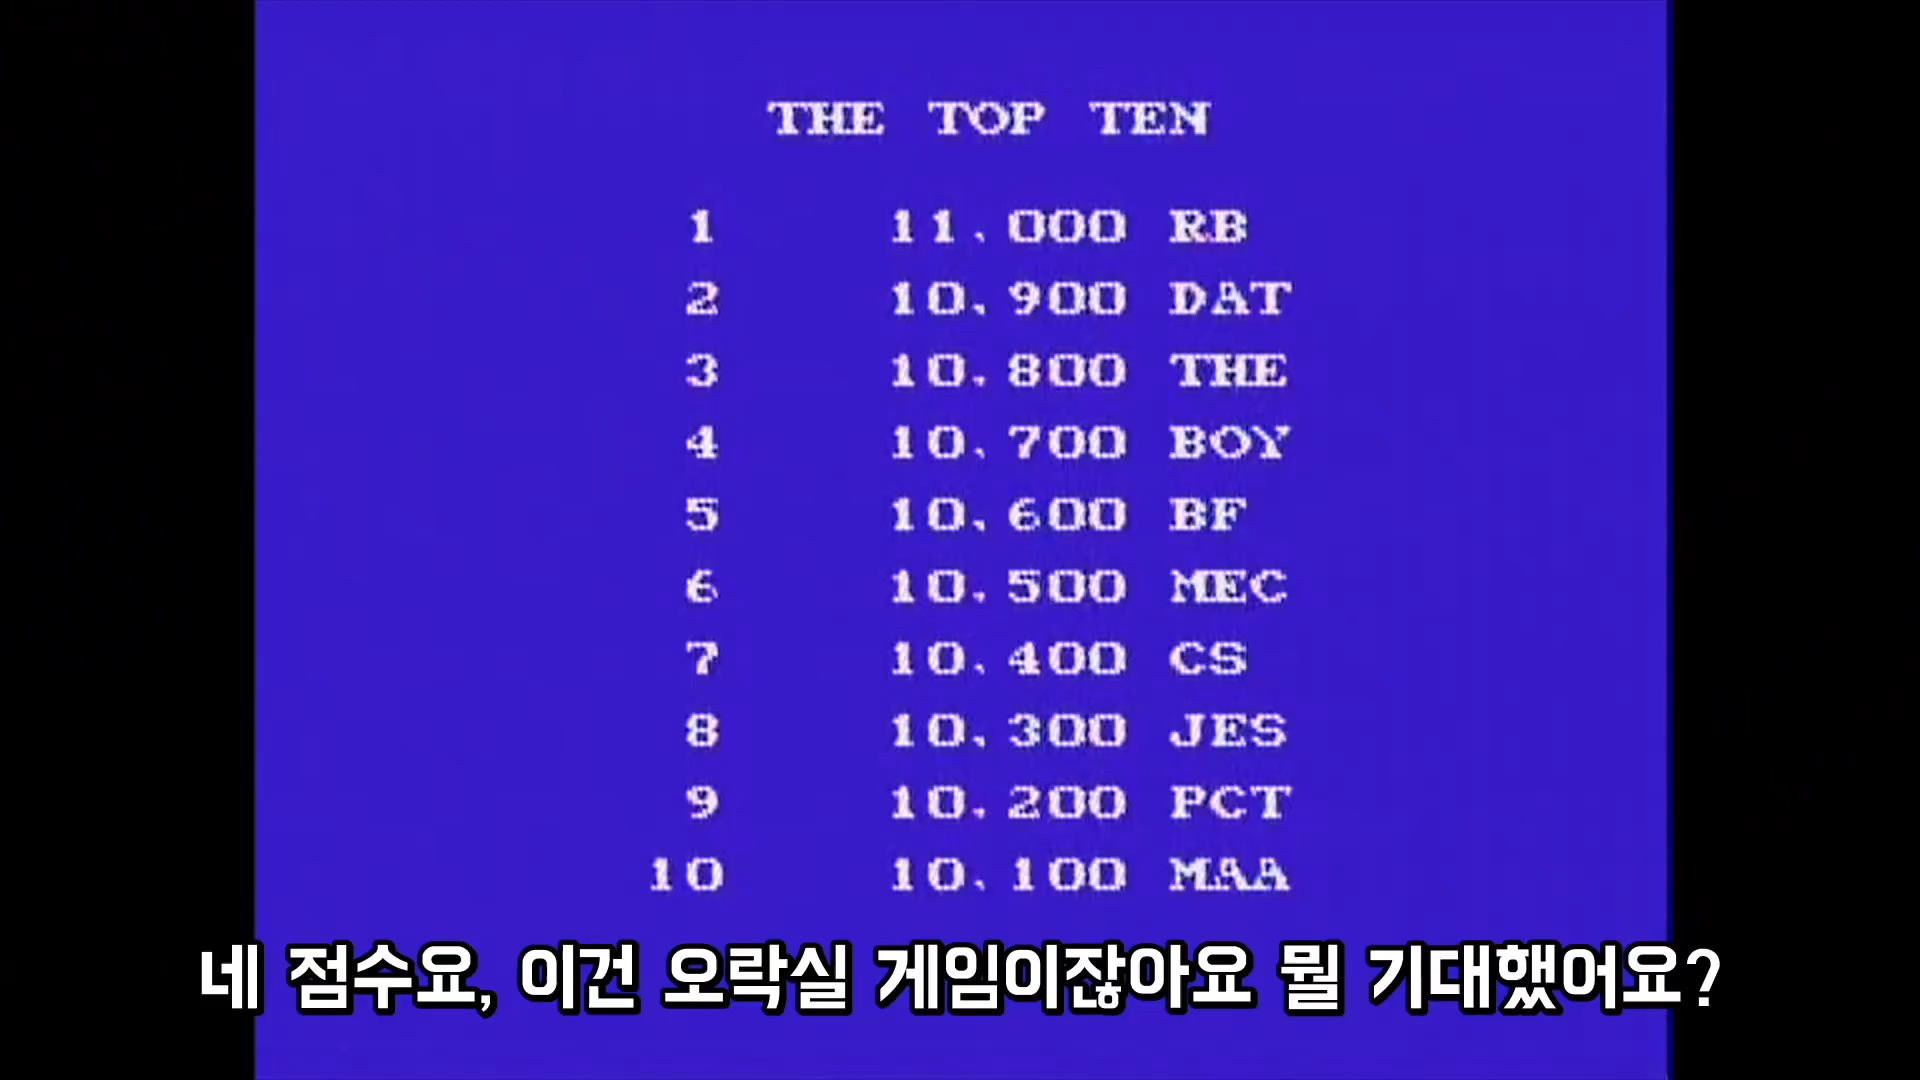 THE TOP TEN
1 11.000 RB
2 10.900 DAT
3 10.800 THE
4 10.700 BOY
5 10.600 BF
6 10.500 MEC
7 10.400 CS
8 10.300 JES
9 10.200 PCT
10 10.100 MAA
네 점수요, 이건 오락실 게임이잖아요 뭘 기대했어요?